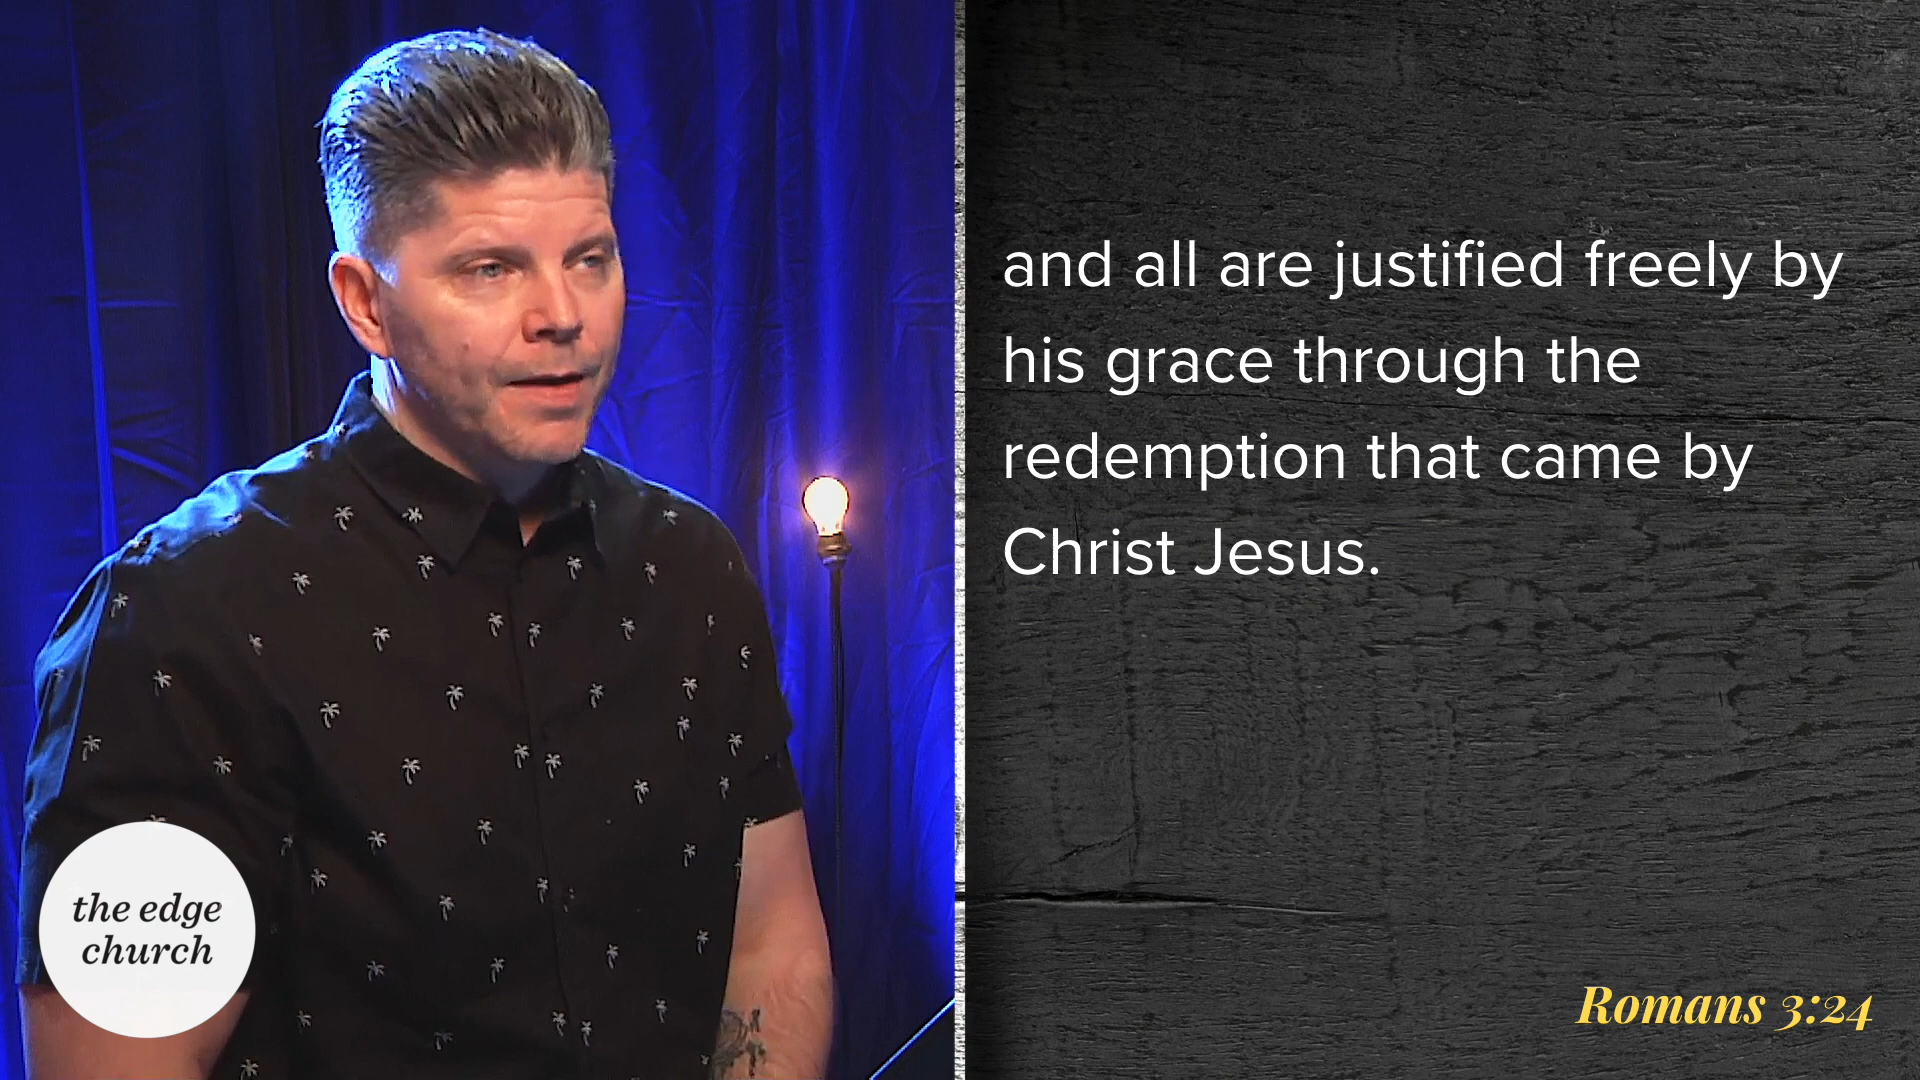 and all are justified freely by
his grace through the
redemption that came by
Christ Jesus.
the edge
church
Romans 3:24